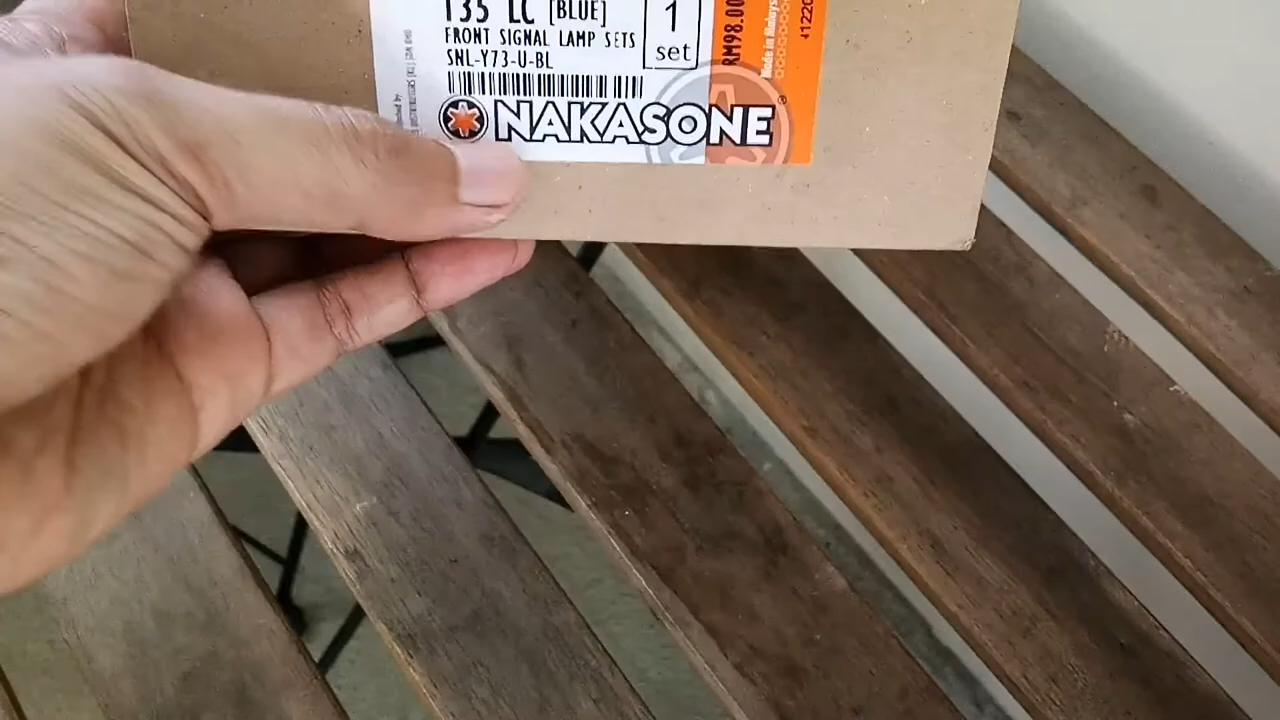 135 LC [BLUE]
FRONT SIGNAL LAMP SETS
SNL-Y73-U-BL
1
set
RM98.00
Made in Malaysia
NAKASONE